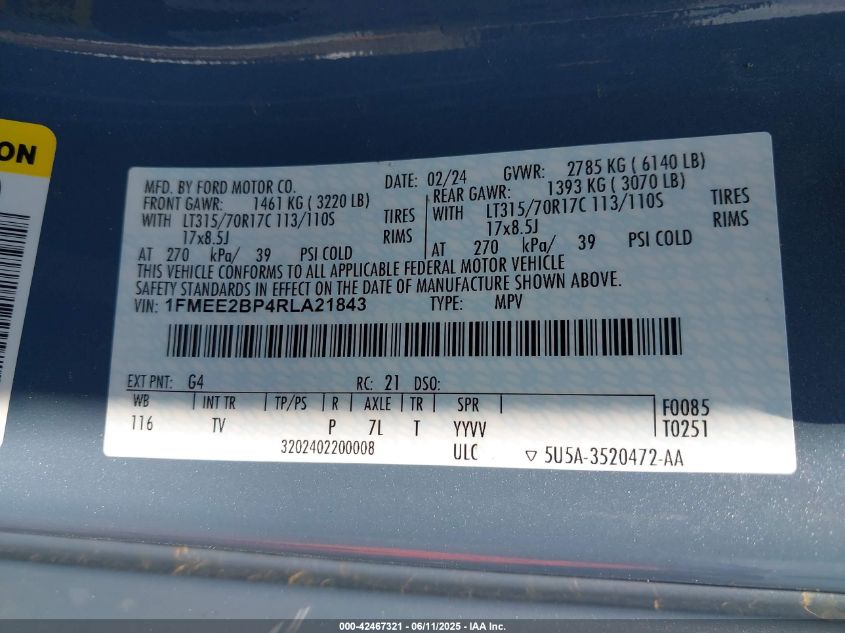 ON
MFD. BY FORD MOTOR CO. DATE: 02/24 GVWR: 2785 KG ( 6140 LB)
FRONT GAWR: 1461 KG ( 3220 LB) REAR GAWR: 1393 KG ( 3070 LB)
WITH LT315/70R17C 113/110S TIRES WITH LT315/70R17C 113/110S TIRES
17x8.5J RIMS 17x8.5J RIMS
AT 270 kPa/ 39 PSI COLD AT 270 kPa/ 39 PSI COLD
THIS VEHICLE CONFORMS TO ALL APPLICABLE FEDERAL MOTOR VEHICLE
SAFETY STANDARDS IN EFFECT ON THE DATE OF MANUFACTURE SHOWN ABOVE.
VIN: 1FMEE2BP4RLA21843 TYPE: MPV
EXT PNT: G4 RC: 21 DSO:
WB INT TR TP/PS R AXLE TR SPR F0085
116 TV P 7L T YYVV T0251
3202402200008 ULC ▽ 5U5A-3520472-AA
000-42467321 - 06/11/2025 - IAA Inc.